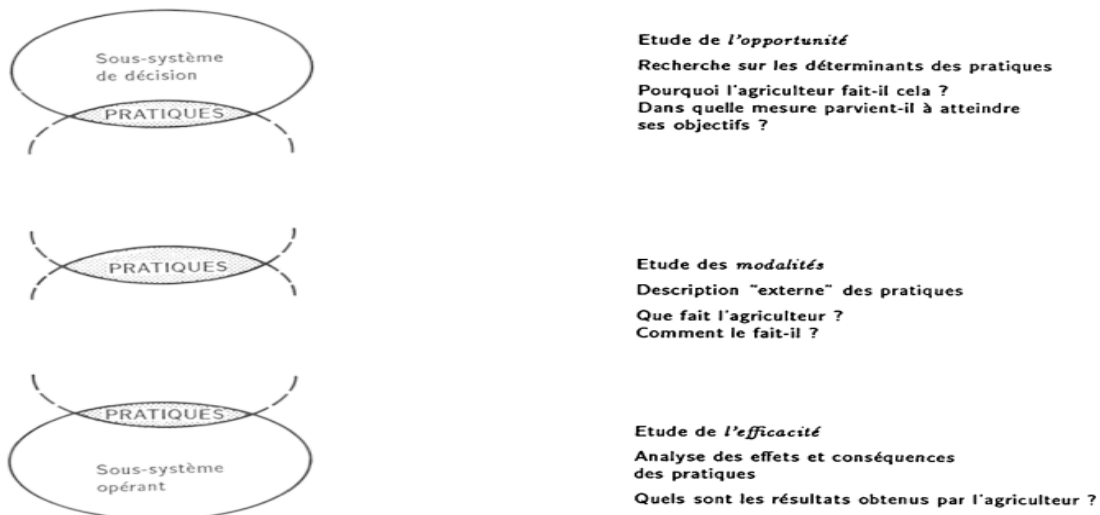 Sous-système
de décision
PRATIQUES
Etude de l'opportunité
Recherche sur les déterminants des pratiques
Pourquoi l'agriculteur fait-il cela ?
Dans quelle mesure parvient-il à atteindre
ses objectifs ?
PRATIQUES
Etude des modalités
Description "externe" des pratiques
Que fait l'agriculteur ?
Comment le fait-il ?
PRATIQUES
Sous-système
opérant
Etude de l'efficacité
Analyse des effets et conséquences
des pratiques
Quels sont les résultats obtenus par l'agriculteur ?